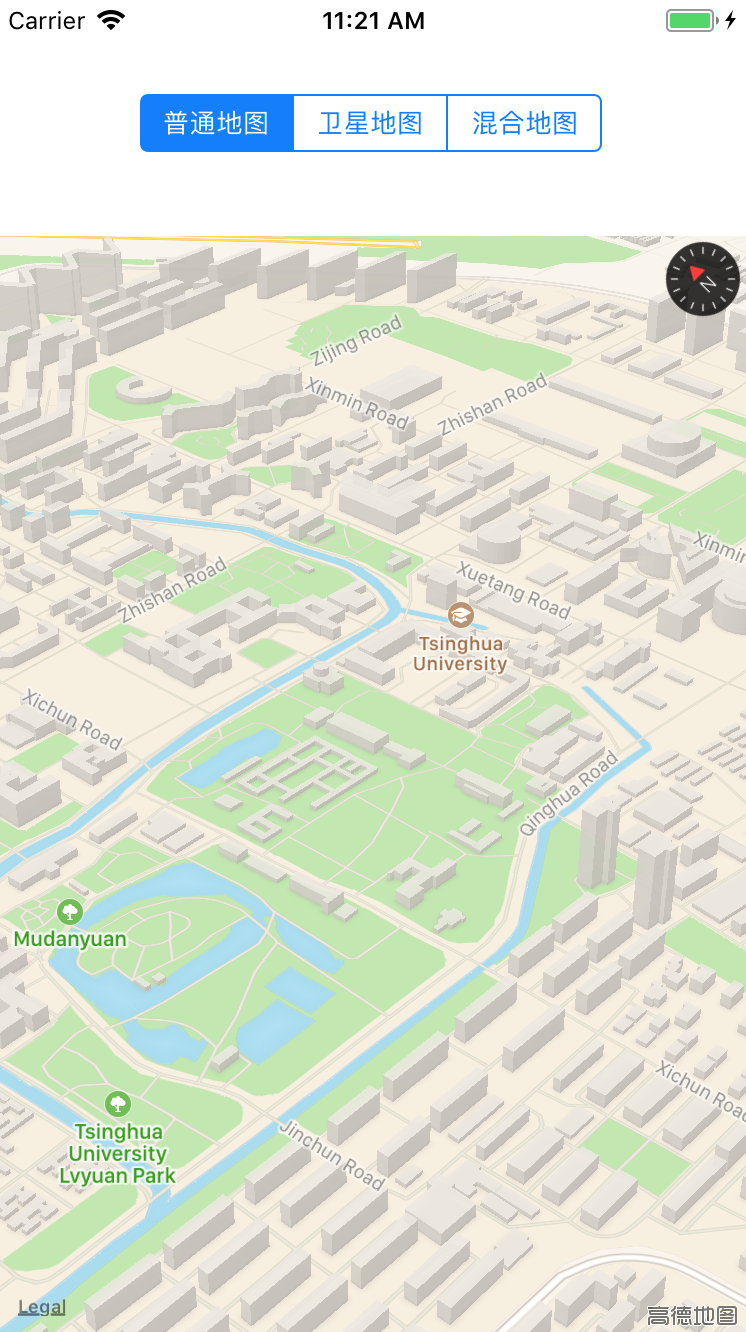 Carrier 11:21 AM
普通地图 卫星地图 混合地图
N
Zijing Road
Xinmin Road
Zhishan Road
Xinmin
Zhishan Road
Xuetang Road
Tsinghua
University
Xichun Road
Qinghua Road
Mudanyuan
Xichun Road
Tsinghua
University
Lvyuan Park
Jinchun Road
Legal
高德地图